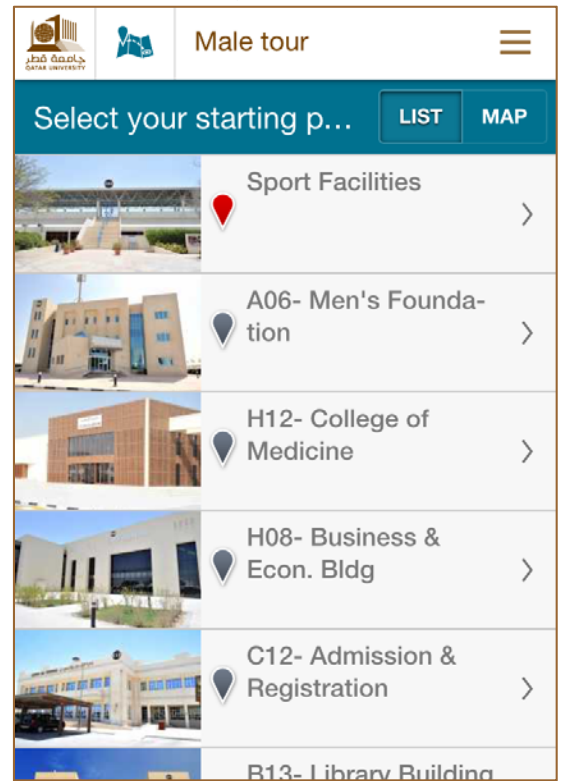 جامعة قطر
QATAR UNIVERSITY
Male tour
Select your starting p...
LIST
MAP
Sport Facilities
A06- Men's Founda-
tion
H12- College of
Medicine
H08- Business &
Econ. Bldg
C12- Admission &
Registration
B13- Library Building